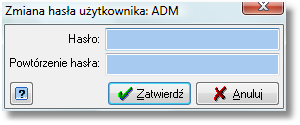 Zmiana hasła użytkownika: ADM
Hasło:
Powtórzenie hasła:
? Zatwierdź Anuluj